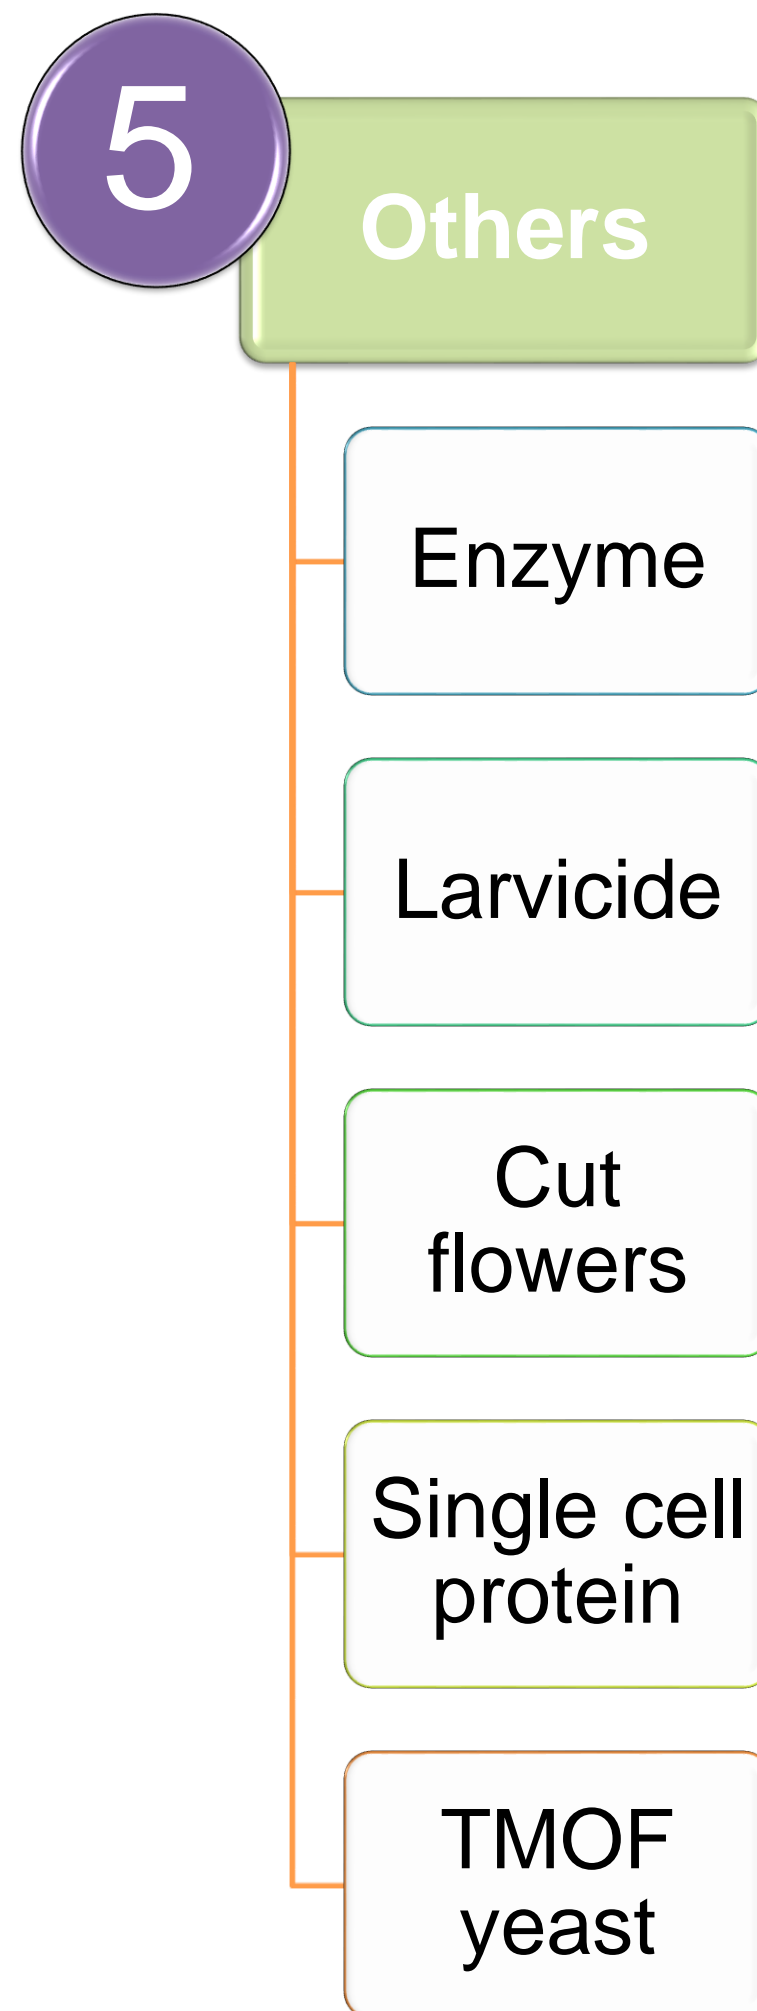 5
Others
Enzyme
Larvicide
Cut
flowers
Single cell
protein
TMOF
yeast